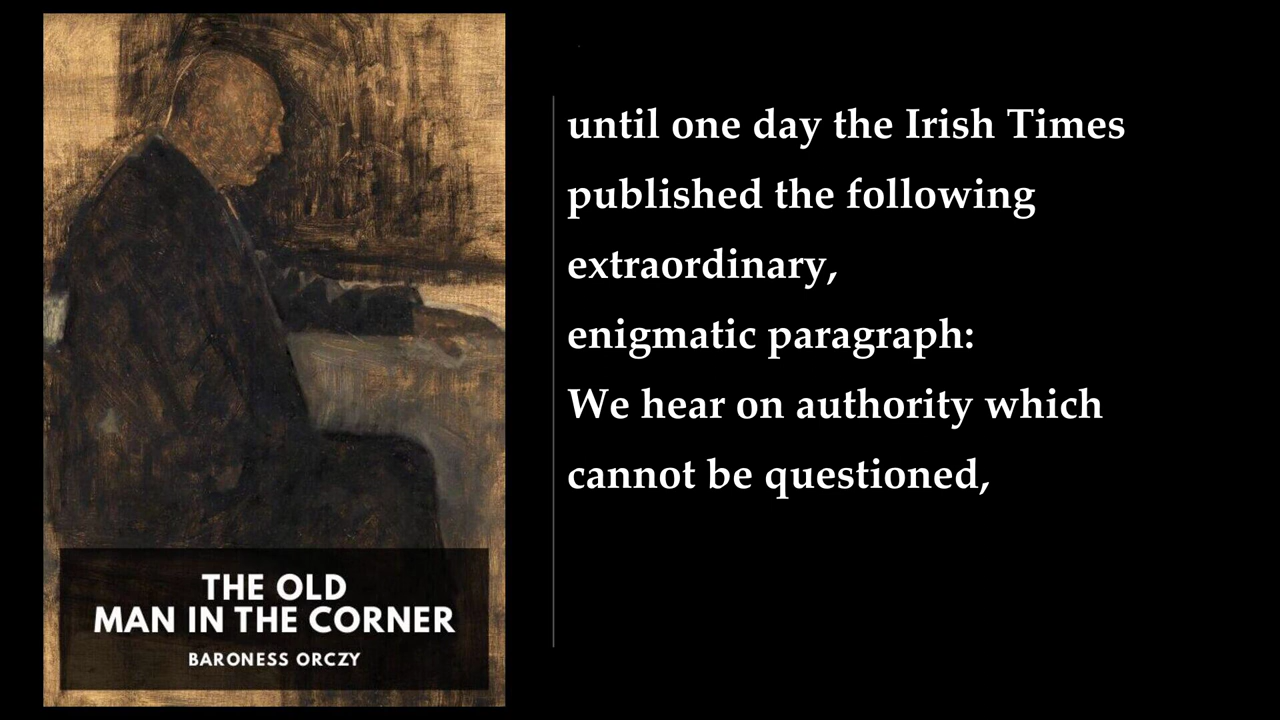 until one day the Irish Times
published the following
extraordinary,
enigmatic paragraph:
We hear on authority which
cannot be questioned,
THE OLD
MAN IN THE CORNER
BARONESS ORCZY